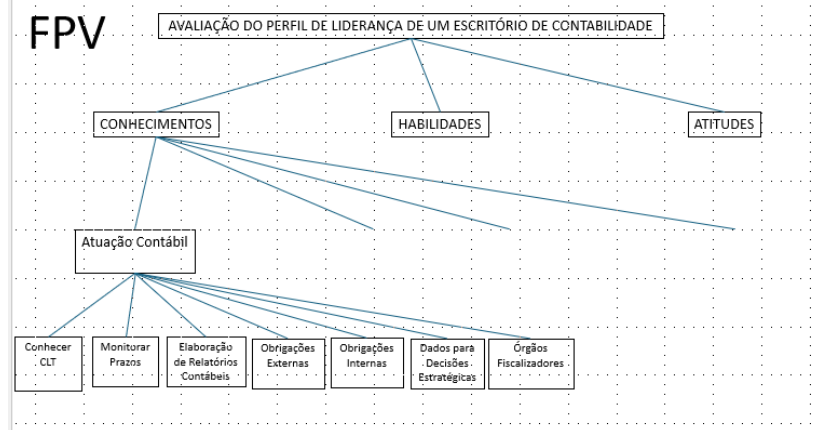 FPV
AVALIAÇÃO DO PERFIL DE LIDERANÇA DE UM ESCRITÓRIO DE CONTABILIDADE
CONHECIMENTOS
HABILIDADES
ATITUDES
Atuação Contábil
Conhecer
CLT
Monitorar
Prazos
Elaboração
de Relatórios
Contábeis
Obrigações
Externas
Obrigações
Internas
Dados para
Decisões
Estratégicas
Órgãos
Fiscalizadores